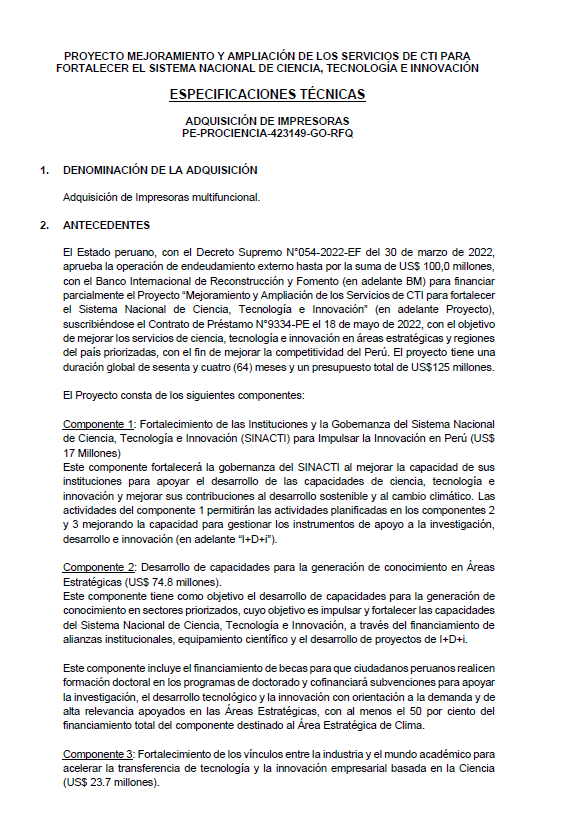 PROYECTO MEJORAMIENTO Y AMPLIACIÓN DE LOS SERVICIOS DE CTI PARA
FORTALECER EL SISTEMA NACIONAL DE CIENCIA, TECNOLOGÍA E INNOVACIÓN
ESPECIFICACIONES TÉCNICAS
ADQUISICIÓN DE IMPRESORAS
PE-PROCIENCIA-423149-GO-RFQ
1. DENOMINACIÓN DE LA ADQUISICIÓN
Adquisición de Impresoras multifuncional.
2. ANTECEDENTES
El Estado peruano, con el Decreto Supremo N°054-2022-EF del 30 de marzo de 2022,
aprueba la operación de endeudamiento externo hasta por la suma de US$ 100,0 millones,
con el Banco Internacional de Reconstrucción y Fomento (en adelante BM) para financiar
parcialmente el Proyecto "Mejoramiento y Ampliación de los Servicios de CTI para fortalecer
el Sistema Nacional de Ciencia, Tecnología e Innovación" (en adelante Proyecto),
suscribiéndose el Contrato de Préstamo N°9334-PE el 18 de mayo de 2022, con el objetivo
de mejorar los servicios de ciencia, tecnología e innovación en áreas estratégicas y regiones
del país priorizadas, con el fin de mejorar la competitividad del Perú. El proyecto tiene una
duración global de sesenta y cuatro (64) meses y un presupuesto total de US$125 millones.
El Proyecto consta de los siguientes componentes:
Componente 1: Fortalecimiento de las Instituciones y la Gobernanza del Sistema Nacional
de Ciencia, Tecnología e Innovación (SINACTI) para Impulsar la Innovación en Perú (US$
17 Millones)
Este componente fortalecerá la gobernanza del SINACTI al mejorar la capacidad de sus
instituciones para apoyar el desarrollo de las capacidades de ciencia, tecnología e
innovación y mejorar sus contribuciones al desarrollo sostenible y al cambio climático. Las
actividades del componente 1 permitirán las actividades planificadas en los componentes 2
y 3 mejorando la capacidad para gestionar los instrumentos de apoyo a la investigación,
desarrollo e innovación (en adelante "I+D+i").
Componente 2: Desarrollo de capacidades para la generación de conocimiento en Áreas
Estratégicas (US$ 74.8 millones).
Este componente tiene como objetivo el desarrollo de capacidades para la generación de
conocimiento en sectores priorizados, cuyo objetivo es impulsar y fortalecer las capacidades
del Sistema Nacional de Ciencia, Tecnología e Innovación, a través del financiamiento de
alianzas institucionales, equipamiento científico y el desarrollo de proyectos de I+D+i.
Este componente incluye el financiamiento de becas para que ciudadanos peruanos realicen
formación doctoral en los programas de doctorado y cofinanciará subvenciones para apoyar
la investigación, el desarrollo tecnológico y la innovación con orientación a la demanda y de
alta relevancia apoyados en las Áreas Estratégicas, con al menos el 50 por ciento del
financiamiento total del componente destinado al Área Estratégica de Clima.
Componente 3: Fortalecimiento de los vínculos entre la industria y el mundo académico para
acelerar la transferencia de tecnología y la innovación empresarial basada en la Ciencia
(US$ 23.7 millones).